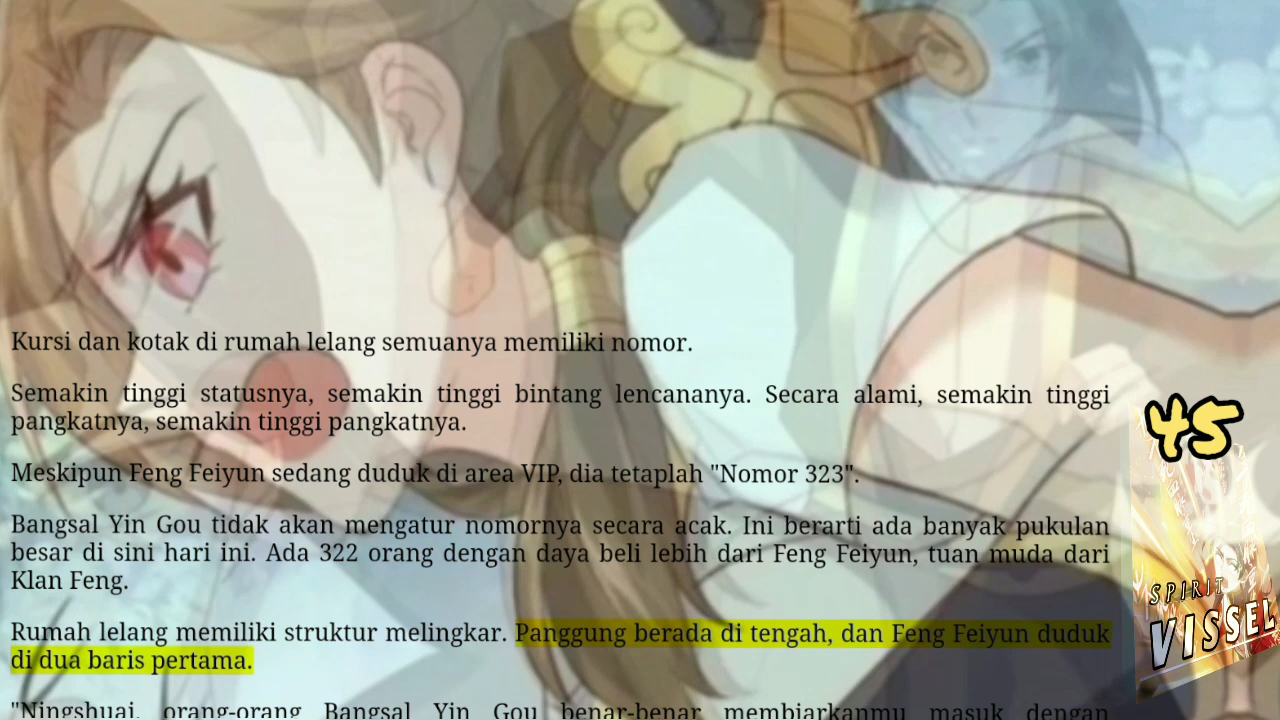 Kursi dan kotak di rumah lelang semuanya memiliki nomor.
Semakin tinggi statusnya, semakin tinggi bintang lencananya. Secara alami, semakin tinggi
pangkatnya, semakin tinggi pangkatnya.
Meskipun Feng Feiyun sedang duduk di area VIP, dia tetaplah "Nomor 323".
Bangsal Yin Gou tidak akan mengatur nomornya secara acak. Ini berarti ada banyak pukulan
besar di sini hari ini. Ada 322 orang dengan daya beli lebih dari Feng Feiyun, tuan muda dari
Klan Feng.
Rumah lelang memiliki struktur melingkar. Panggung berada di tengah, dan Feng Feiyun duduk
di dua baris pertama.
"Ningshuai, orang-orang Bangsal Yin Gou benar-benar membiarkanmu masuk dengan
45
SPIRIT
VISSEL